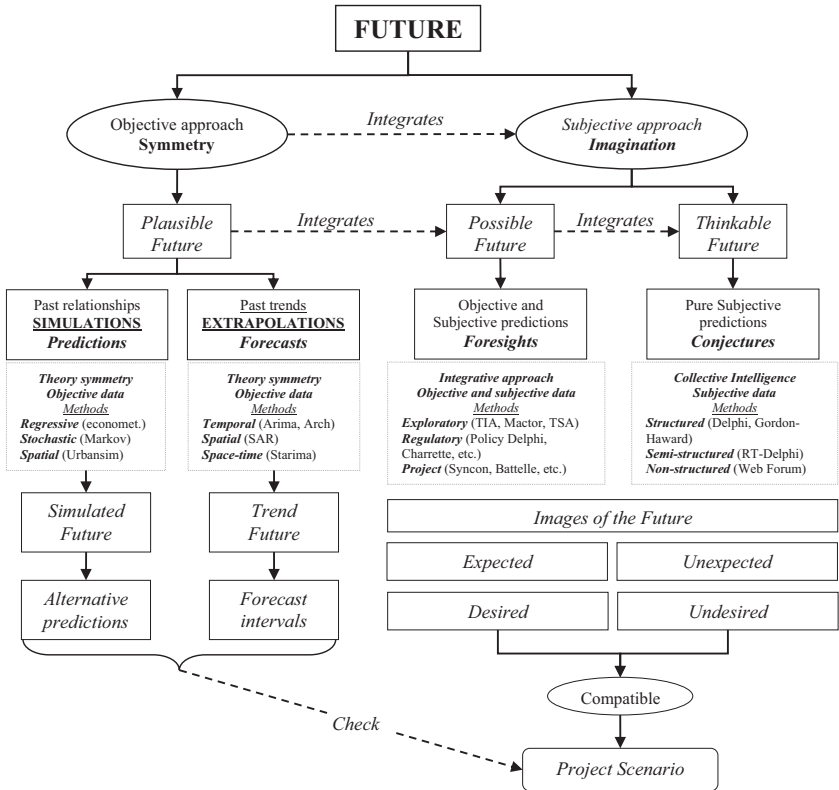 FUTURE
Objective approach
Symmetry
Integrates
Subjective approach
Imagination
Plausible
Future
Integrates
Possible
Future
Integrates
Thinkable
Future
Past relationships
SIMULATIONS
Predictions
Past trends
EXTRAPOLATIONS
Forecasts
Objective and
Subjective predictions
Foresights
Pure Subjective
predictions
Conjectures
Theory symmetry
Objective data
Methods
Regressive (economet.)
Stochastic (Markov)
Spatial (Urbansim)
Theory symmetry
Objective data
Methods
Temporal (Arima, Arch)
Spatial (SAR)
Space-time (Starima)
Integrative approach
Objective and subjective data
Methods
Exploratory (TIA, Mactor, TSA)
Regulatory (Policy Delphi,
Charrette, etc.)
Project (Syncon, Battelle, etc.)
Collective Intelligence
Subjective data
Methods
Structured (Delphi, Gordon-
Haward)
Semi-structured (RT-Delphi)
Non-structured (Web Forum)
Simulated
Future
Trend
Future
Images of the Future
Expected
Unexpected
Alternative
predictions
Forecast
intervals
Desired
Undesired
Compatible
Check
Project Scenario